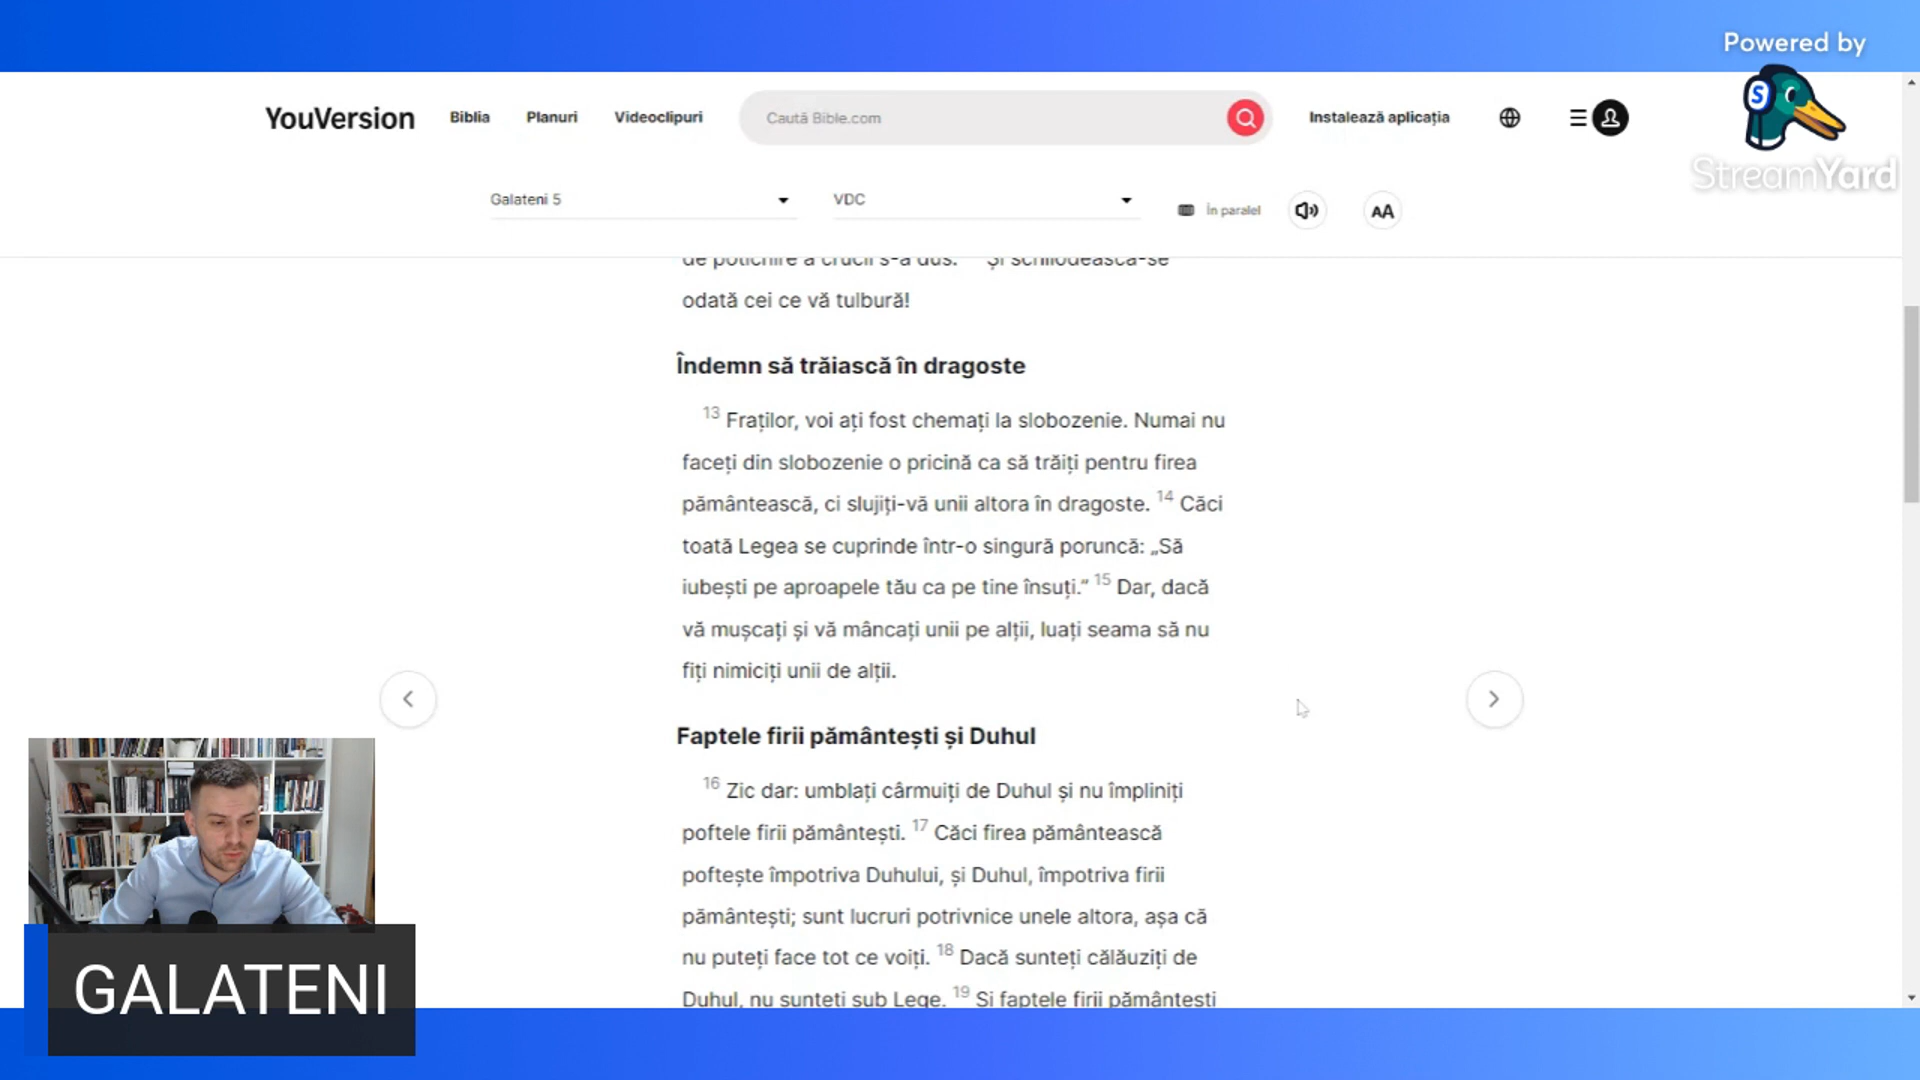 Powered by
StreamYard
YouVersion Biblia Planuri Videoclipuri Caută Bible.com Instalează aplicația
Galateni 5 VDC În paralel AA
de poticnire a crucii s-a dus. Și schilodească-se
odată cei ce vă tulbură!
Îndemn să trăiască în dragoste
13 Fraților, voi ați fost chemați la slobozenie. Numai nu
faceți din slobozenie o pricină ca să trăiți pentru firea
pământească, ci slujiți-vă unii altora în dragoste. 14 Căci
toată Legea se cuprinde într-o singură poruncă: „Să
iubești pe aproapele tău ca pe tine însuți.” 15 Dar, dacă
vă mușcați și vă mâncați unii pe alții, luați seama să nu
fiți nimiciți unii de alții.
Faptele firii pământești și Duhul
16 Zic dar: umblați cârmuiți de Duhul și nu împliniți
poftele firii pământești. 17 Căci firea pământească
poftește împotriva Duhului, și Duhul, împotriva firii
pământești; sunt lucruri potrivnice unele altora, așa că
nu puteți face tot ce voiți. 18 Dacă sunteți călăuziți de
Duhul, nu sunteți sub Lege. 19 Și faptele firii pământești
GALATENI